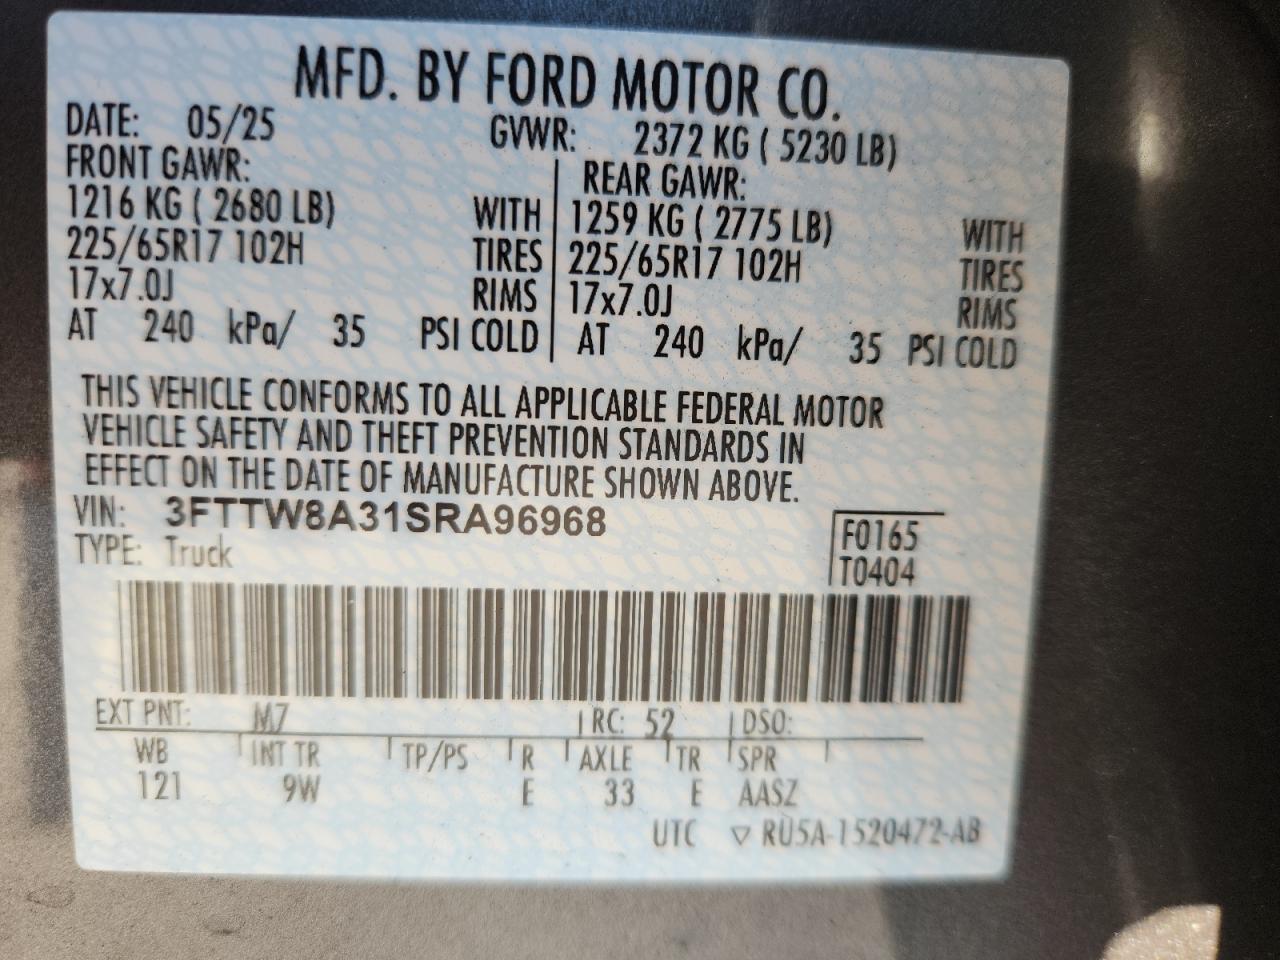 MFD. BY FORD MOTOR CO.
DATE: 05/25 GVWR: 2372 KG ( 5230 LB)
FRONT GAWR: REAR GAWR:
1216 KG ( 2680 LB) WITH 1259 KG ( 2775 LB) WITH
225/65R17 102H TIRES 225/65R17 102H TIRES
17x7.0J RIMS 17x7.0J RIMS
AT 240 kPa/ 35 PSI COLD AT 240 kPa/ 35 PSI COLD
THIS VEHICLE CONFORMS TO ALL APPLICABLE FEDERAL MOTOR
VEHICLE SAFETY AND THEFT PREVENTION STANDARDS IN
EFFECT ON THE DATE OF MANUFACTURE SHOWN ABOVE.
VIN: 3FTTW8A31SRA96968 F0165
TYPE: Truck T0404
EXT PNT: M7 RC: 52 DSO:
WB INT TR TP/PS R AXLE TR SPR
121 9W E 33 E AASZ
UTC ▽ RU5A-1520472-AB